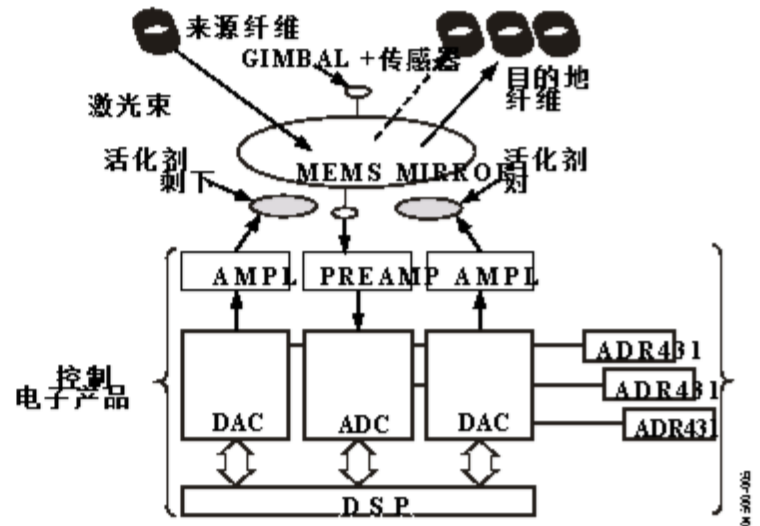 来源纤维
GIMBAL +传感器
目的地
纤维
激光束
活化剂
剩下
MEMS MIRROR
活化剂
对
AMPL
PREAMP
AMPL
控制
电子产品
DAC
ADC
DAC
ADR431
ADR431
ADR431
DSP